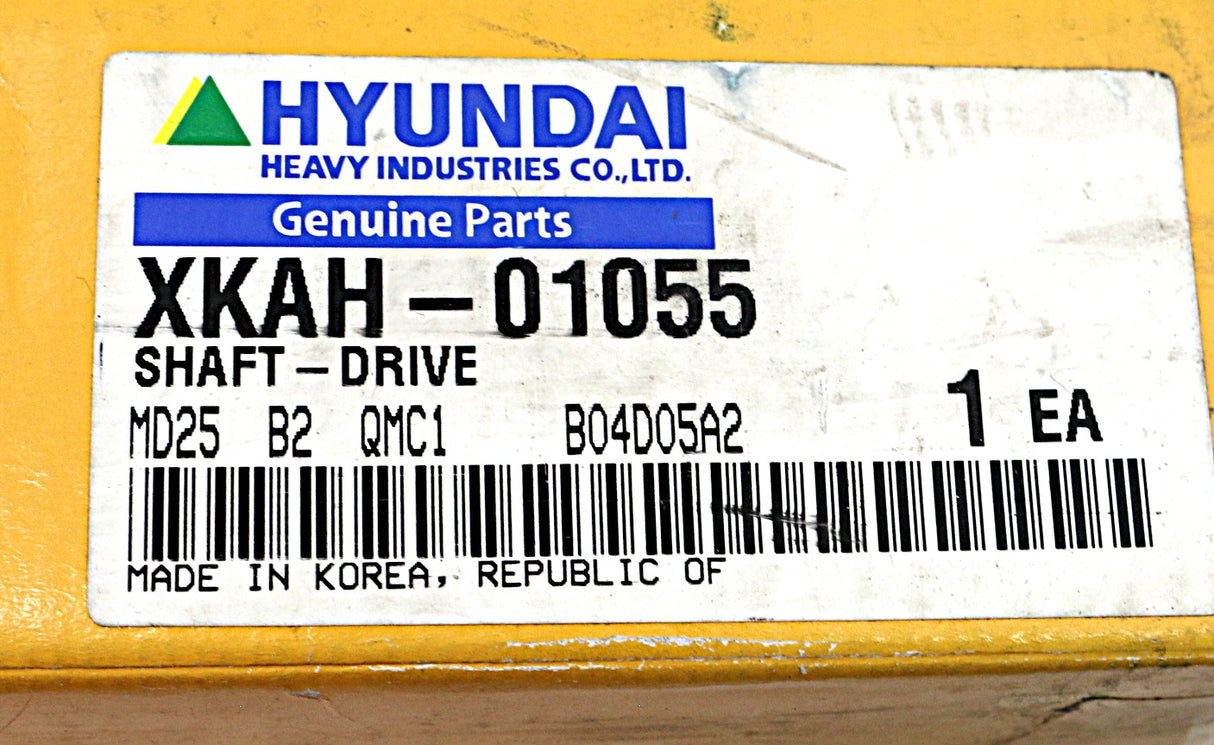 HYUNDAI
HEAVY INDUSTRIES CO.,LTD.
Genuine Parts
XKAH-01055
SHAFT-DRIVE
1 EA
MD25 B2 QMC1 B04D05A2
MADE IN KOREA, REPUBLIC OF